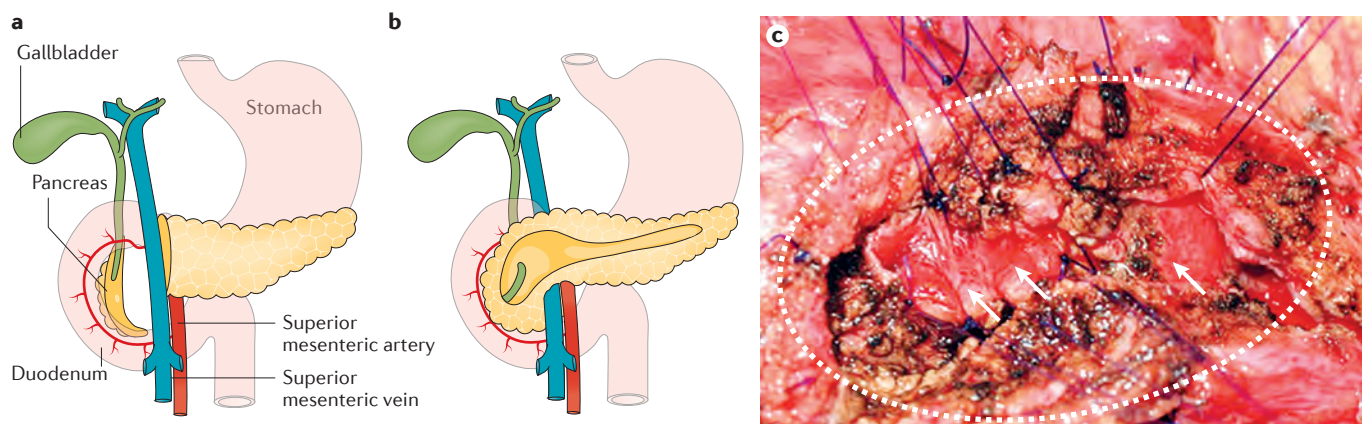 a
Gallbladder
Stomach
Pancreas
Duodenum
Superior
mesenteric artery
Superior
mesenteric vein
b
c